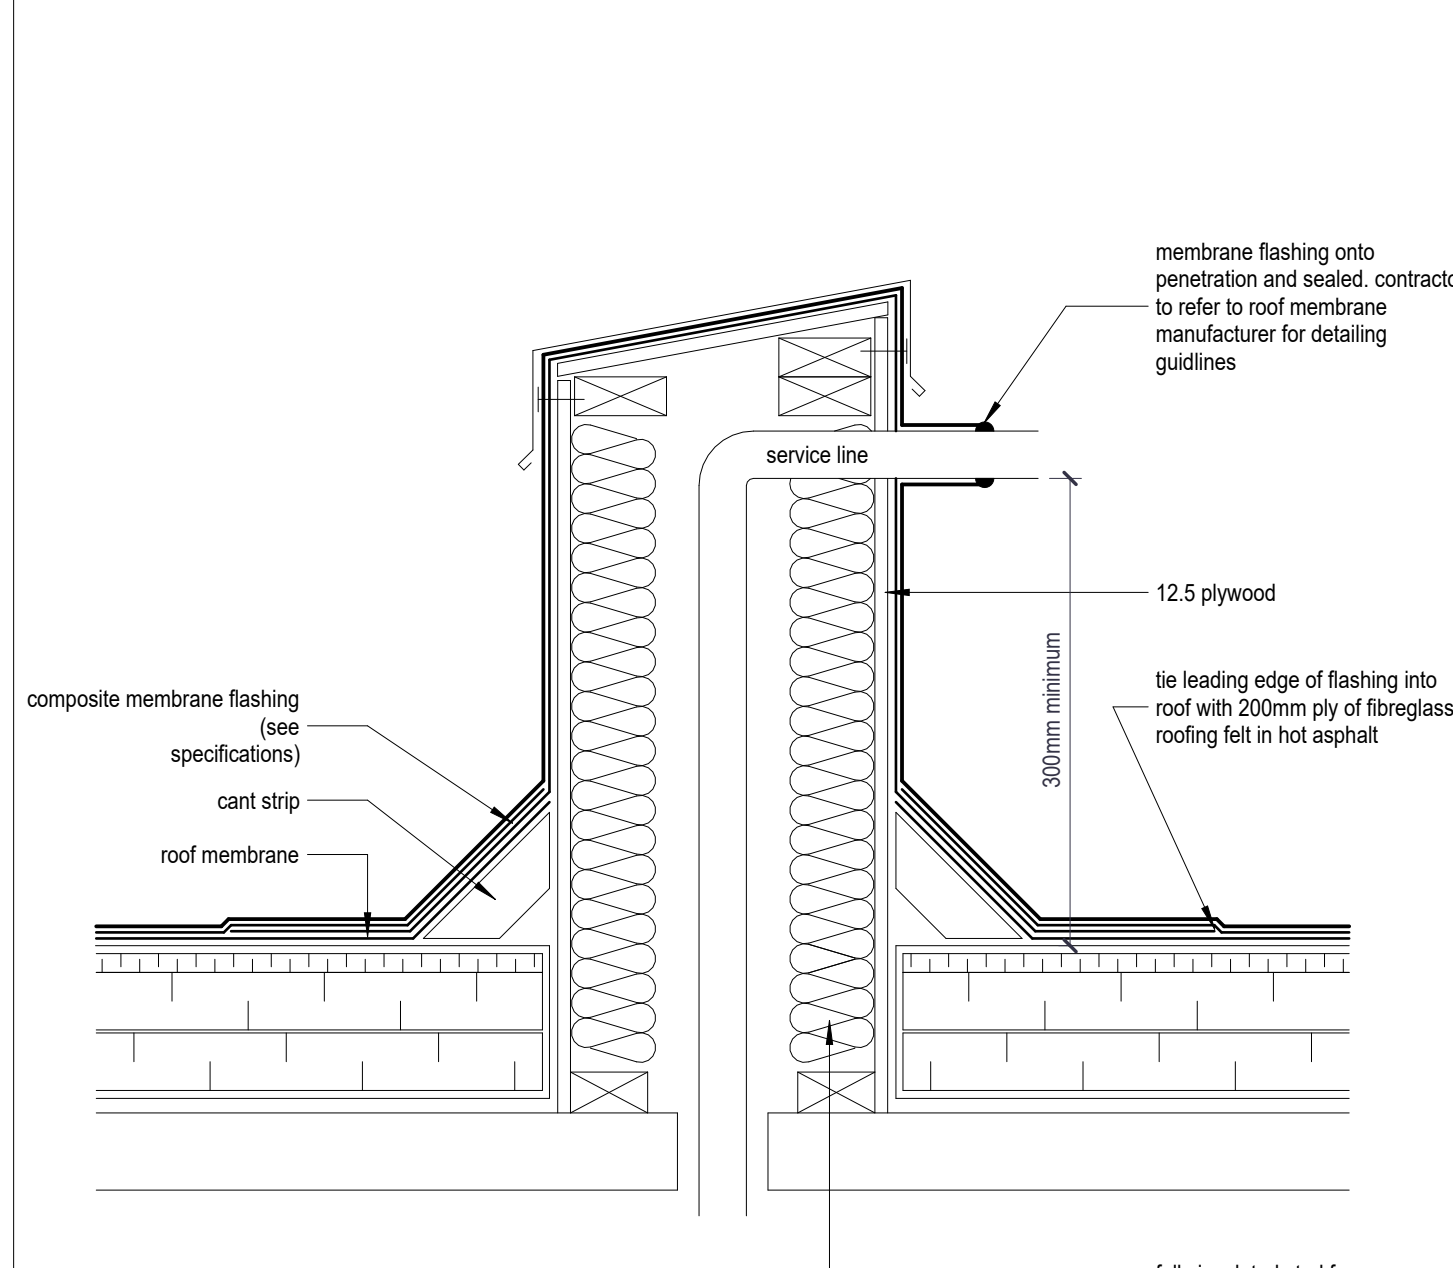 membrane flashing onto
penetration and sealed. contracto
to refer to roof membrane
manufacturer for detailing
guidlines
service line
12.5 plywood
300mm minimum
tie leading edge of flashing into
roof with 200mm ply of fibreglass
roofing felt in hot asphalt
composite membrane flashing
(see
specifications)
cant strip
roof membrane